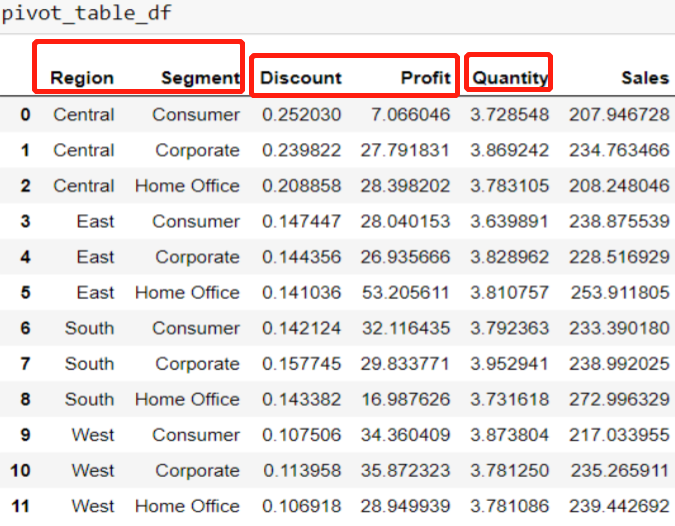 pivot_table_df
Region Segment Discount Profit Quantity Sales
0 Central Consumer 0.252030 7.066046 3.728548 207.946728
1 Central Corporate 0.239822 27.791831 3.869242 234.763466
2 Central Home Office 0.208858 28.398202 3.783105 208.248046
3 East Consumer 0.147447 28.040153 3.639891 238.875539
4 East Corporate 0.144356 26.935666 3.828962 228.516929
5 East Home Office 0.141036 53.205611 3.810757 253.911805
6 South Consumer 0.142124 32.116435 3.792363 233.390180
7 South Corporate 0.157745 29.833771 3.952941 238.992025
8 South Home Office 0.143382 16.987626 3.731618 272.996329
9 West Consumer 0.107506 34.360409 3.873804 217.033955
10 West Corporate 0.113958 35.872323 3.781250 235.265911
11 West Home Office 0.106918 28.949939 3.781086 239.442692